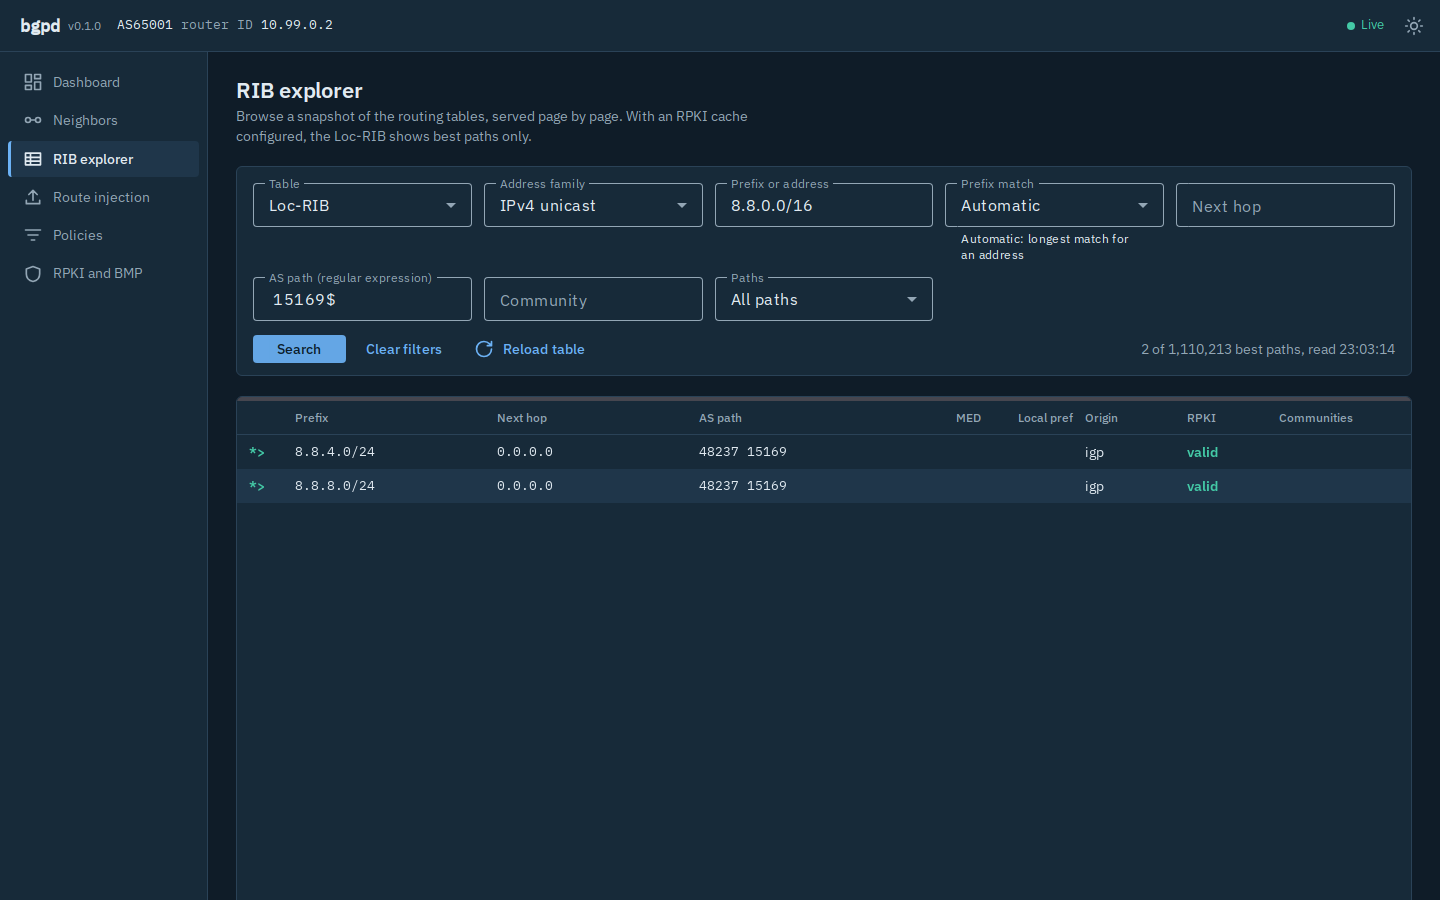 bgpd v0.1.0 AS65001 router ID 10.99.0.2
Live
Dashboard
Neighbors
RIB explorer
Route injection
Policies
RPKI and BMP
RIB explorer
Browse a snapshot of the routing tables, served page by page. With an RPKI cache
configured, the Loc-RIB shows best paths only.
Table
Loc-RIB
Address family
IPv4 unicast
Prefix or address
8.8.0.0/16
Prefix match
Automatic
Automatic: longest match for
an address
Next hop
AS path (regular expression)
15169$
Community
Paths
All paths
Search Clear filters Reload table 2 of 1,110,213 best paths, read 23:03:14
Prefix Next hop AS path MED Local pref Origin RPKI Communities
*> 8.8.4.0/24 0.0.0.0 48237 15169 igp valid
*> 8.8.8.0/24 0.0.0.0 48237 15169 igp valid